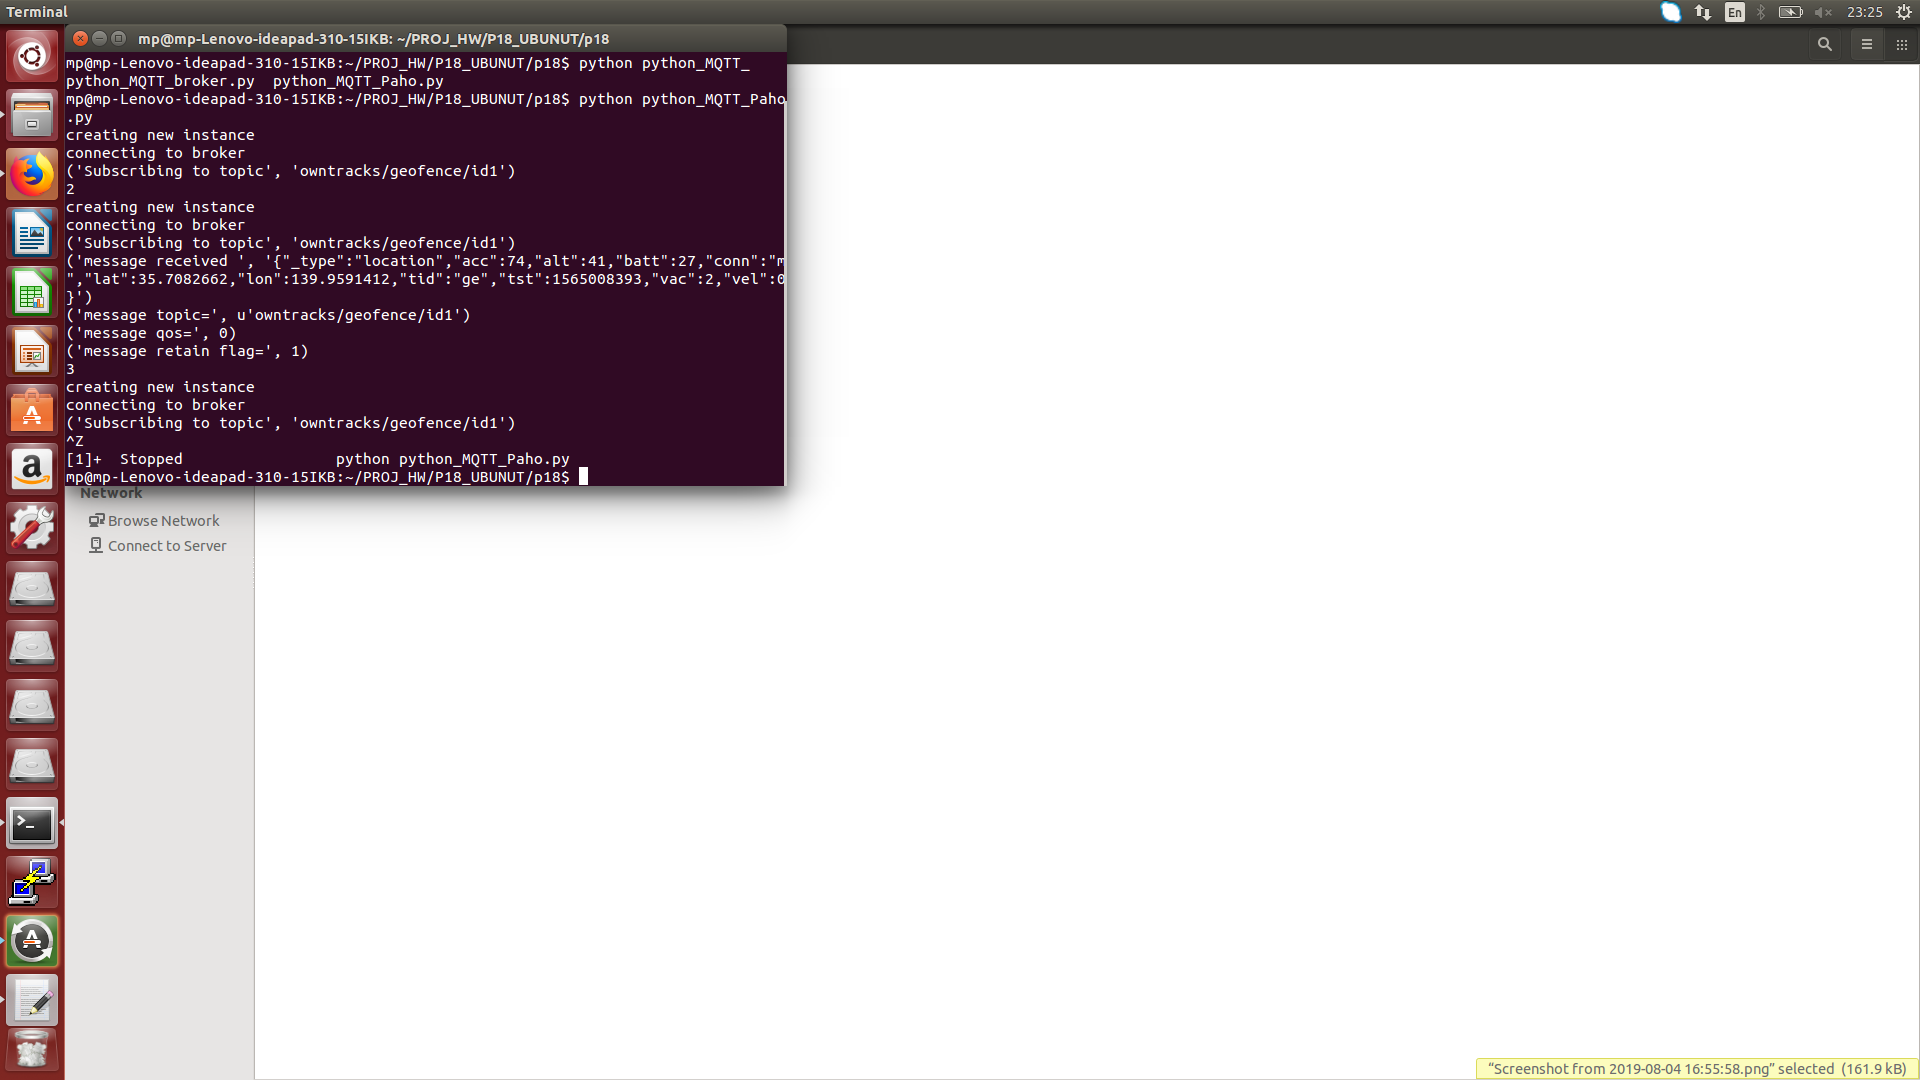 Terminal
En
23:25
mp@mp-Lenovo-ideapad-310-15IKB: ~/PROJ_HW/P18_UBUNUT/p18
mp@mp-Lenovo-ideapad-310-15IKB:~/PROJ_HW/P18_UBUNUT/p18$ python python_MQTT_
python_MQTT_broker.py  python_MQTT_Paho.py
mp@mp-Lenovo-ideapad-310-15IKB:~/PROJ_HW/P18_UBUNUT/p18$ python python_MQTT_Paho
.py
creating new instance
connecting to broker
('Subscribing to topic', 'owntracks/geofence/id1')
2
creating new instance
connecting to broker
('Subscribing to topic', 'owntracks/geofence/id1')
('message received ', '{"_type":"location","acc":74,"alt":41,"batt":27,"conn":"m
","lat":35.7082662,"lon":139.9591412,"tid":"ge","tst":1565008393,"vac":2,"vel":0
}')
('message topic=', u'owntracks/geofence/id1')
('message qos=', 0)
('message retain flag=', 1)
3
creating new instance
connecting to broker
('Subscribing to topic', 'owntracks/geofence/id1')
^Z
[1]+  Stopped                 python python_MQTT_Paho.py
mp@mp-Lenovo-ideapad-310-15IKB:~/PROJ_HW/P18_UBUNUT/p18$
Network
Browse Network
Connect to Server
"Screenshot from 2019-08-04 16:55:58.png" selected (161.9 kB)